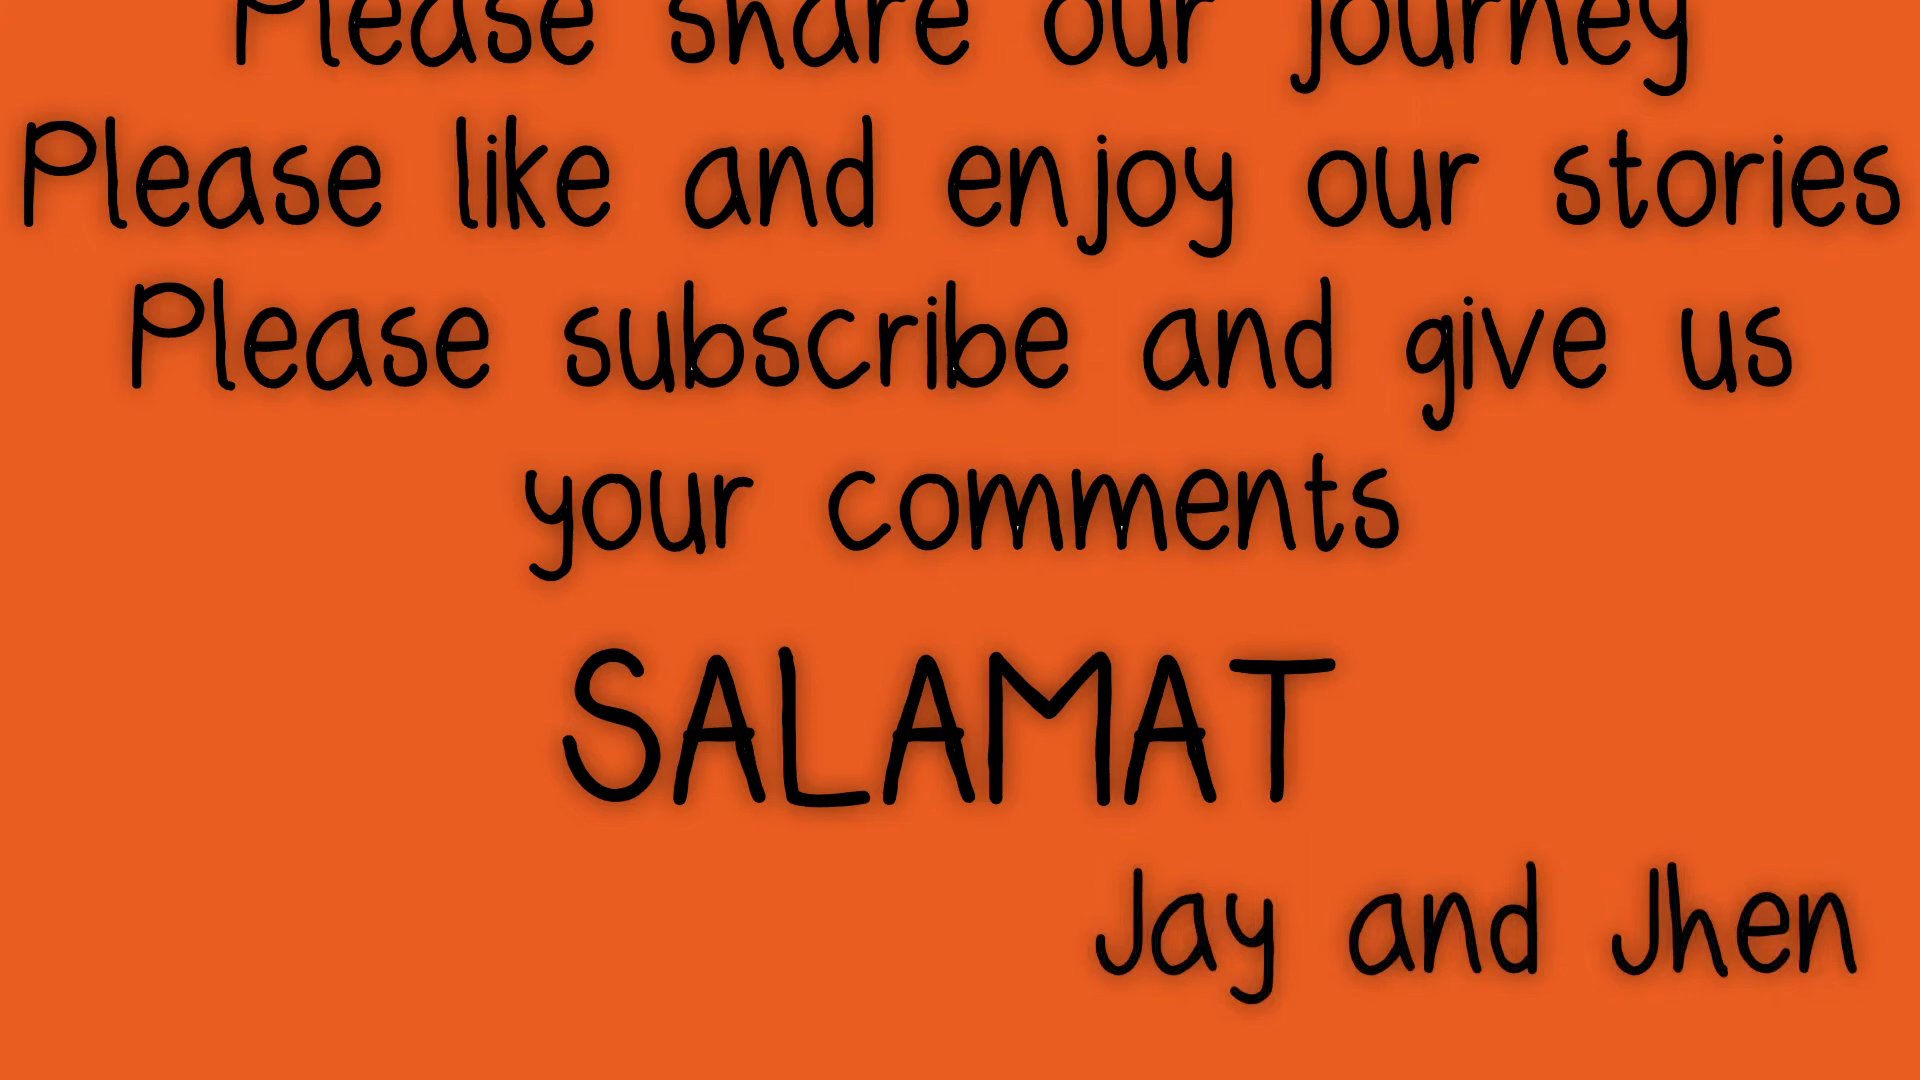 Please share our journey
Please like and enjoy our stories
Please subscribe and give us
your comments
SALAMAT
Jay and Jhen